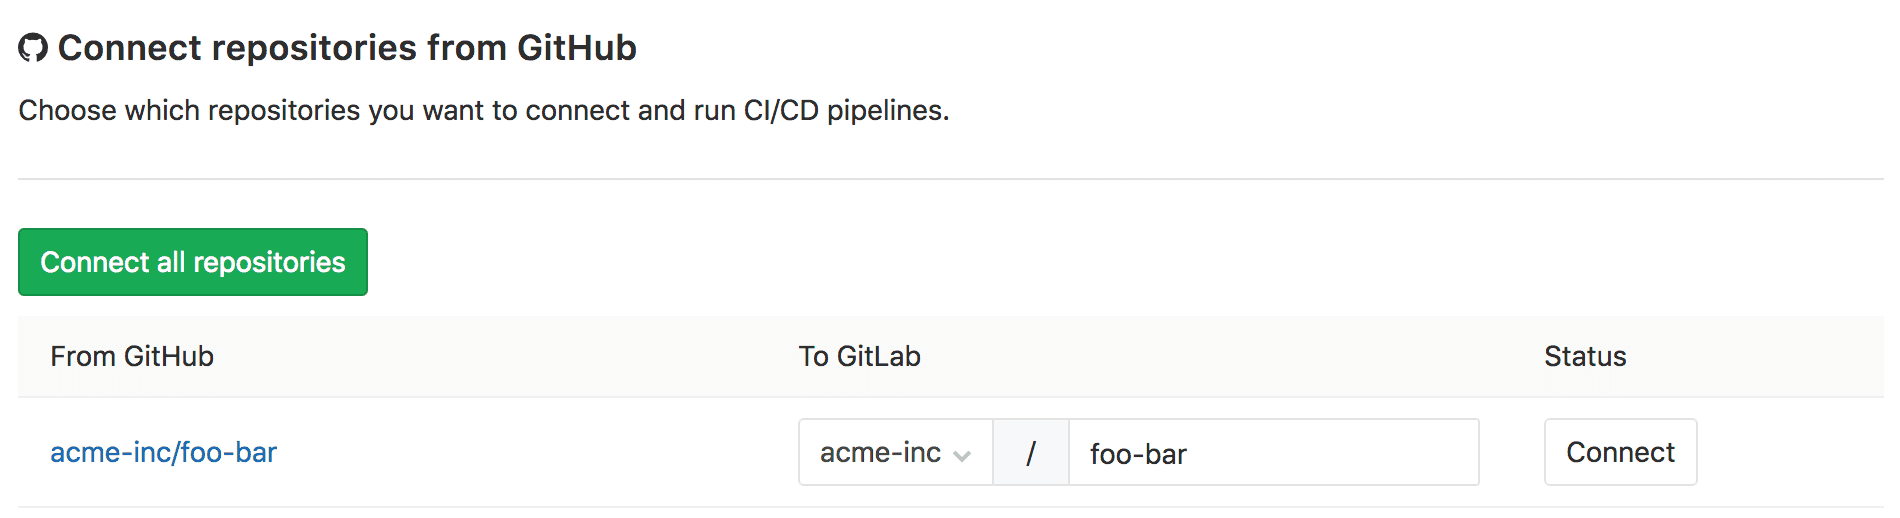 Connect repositories from GitHub
Choose which repositories you want to connect and run CI/CD pipelines.
Connect all repositories
From GitHub To GitLab Status
acme-inc/foo-bar acme-inc / foo-bar Connect